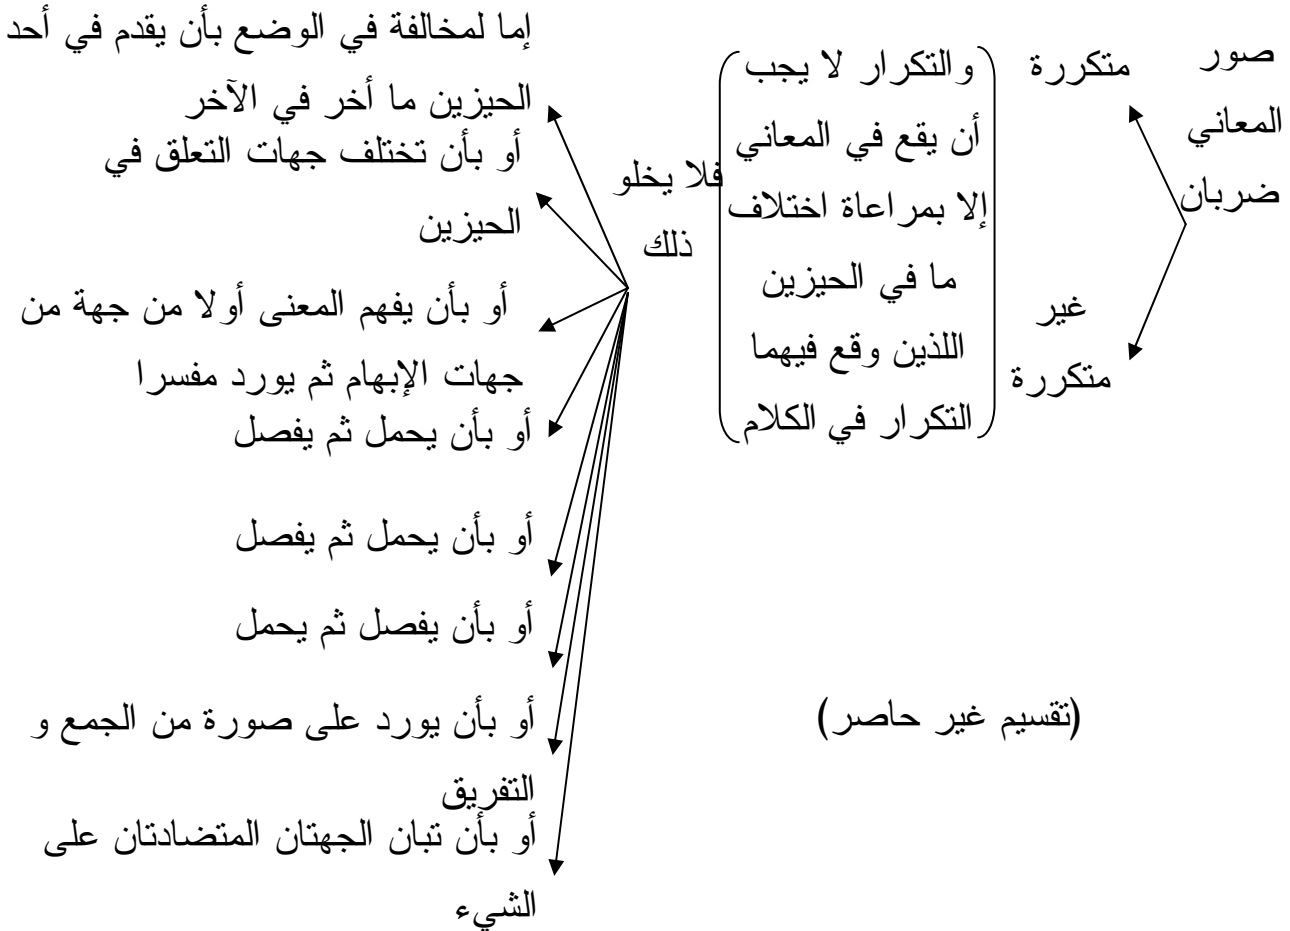 صور
المعاني
ضربان
متكررة
غير
متكررة
والتكرار لا يجب
أن يقع في المعاني
إلا بمراعاة اختلاف
ما في الحيزين
اللذين وقع فيهما
التكرار في الكلام
فلا يخلو
ذلك
إما لمخالفة في الوضع بأن يقدم في أحد
الحيزين ما أخر في الآخر
أو بأن تختلف جهات التعلق في
الحيزين
أو بأن يفهم المعنى أولا من جهة من
جهات الإبهام ثم يورد مفسرا
أو بأن يحمل ثم يفصل
أو بأن يحمل ثم يفصل
أو بأن يفصل ثم يحمل
أو بأن يورد على صورة من الجمع و
التفريق
أو بأن تبان الجهتان المتضادتان على
الشيء
(تقسيم غير حاصر)